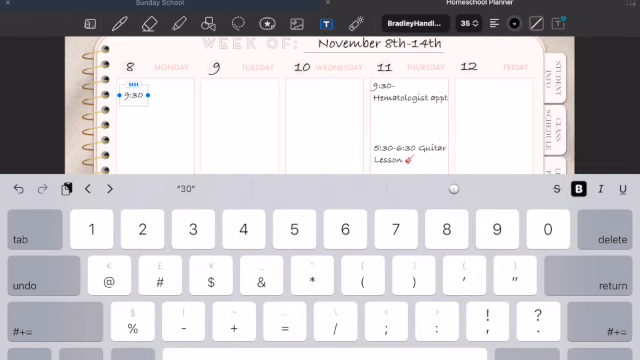 Sunday School
Homeschool Planner
BradleyHandI... 35
WEEK OF: November 8th-14th
8 MONDAY 9 TUESDAY 10 WEDNESDAY 11 THURSDAY 12 FRIDAY
9:30
9:30-
Hematologist appt
5:30-6:30 Guitar
Lesson
STUDENT
INFO
CLASS
SCHEDULE
"30"
S B I U
tab 1 2 3 4 5 6 7 8 9 0 delete
€ £ ¥ _ ^ [ ] { }
undo @ # $ & * ( ) ' " return
§ | ~ … \ < > ! ?
#+= % - + = / ; : , . #+=